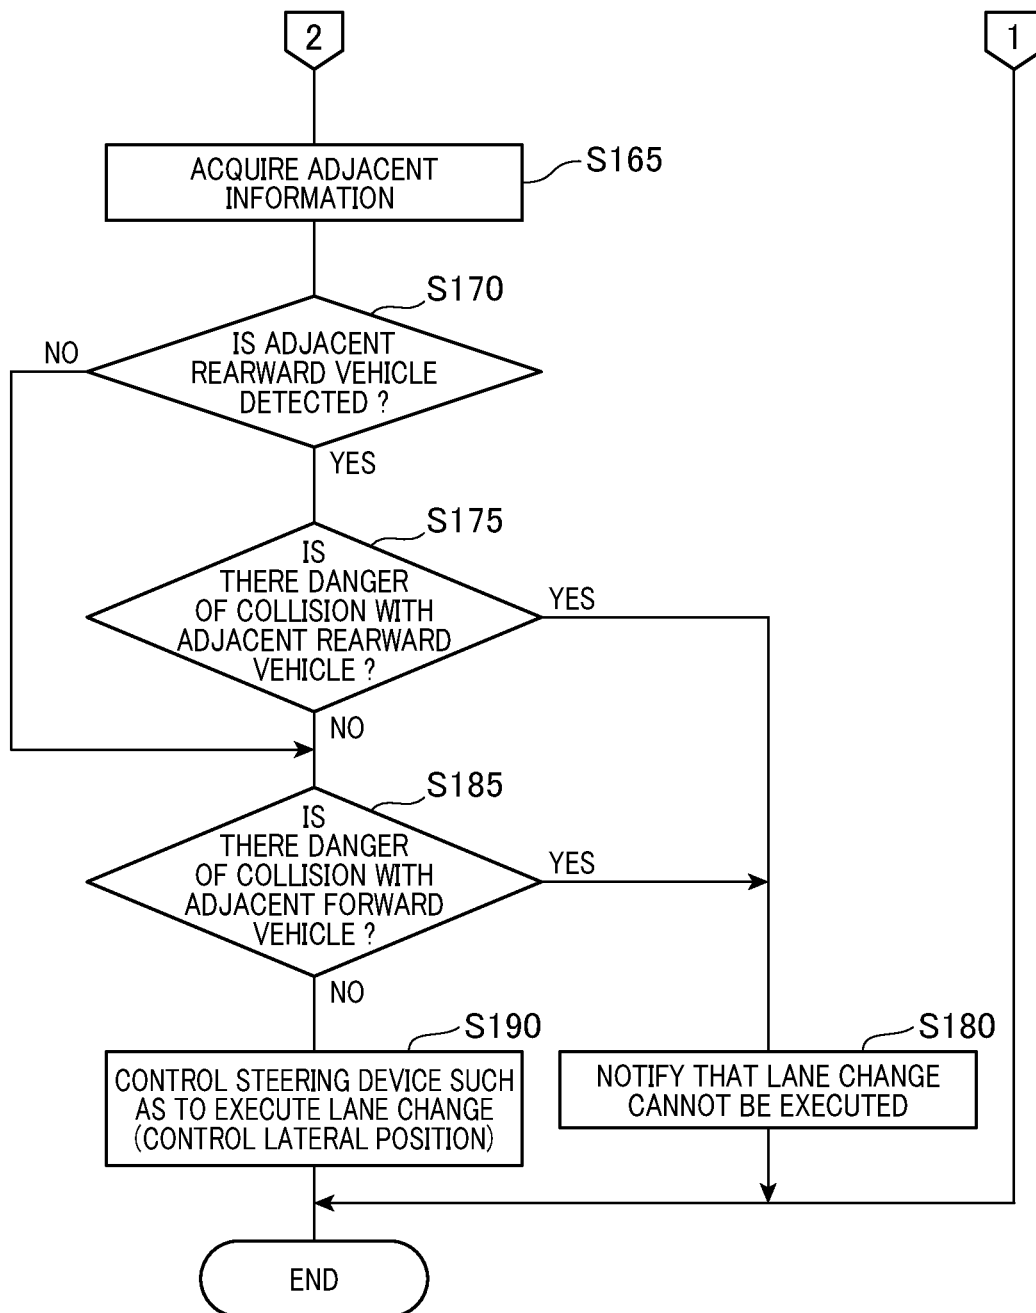 2
1
ACQUIRE ADJACENT
INFORMATION
S165
S170
IS ADJACENT
REARWARD VEHICLE
DETECTED ?
NO
YES
S175
IS
THERE DANGER
OF COLLISION WITH
ADJACENT REARWARD
VEHICLE ?
YES
NO
S185
IS
THERE DANGER
OF COLLISION WITH
ADJACENT FORWARD
VEHICLE ?
YES
NO
S190
CONTROL STEERING DEVICE SUCH
AS TO EXECUTE LANE CHANGE
(CONTROL LATERAL POSITION)
S180
NOTIFY THAT LANE CHANGE
CANNOT BE EXECUTED
END